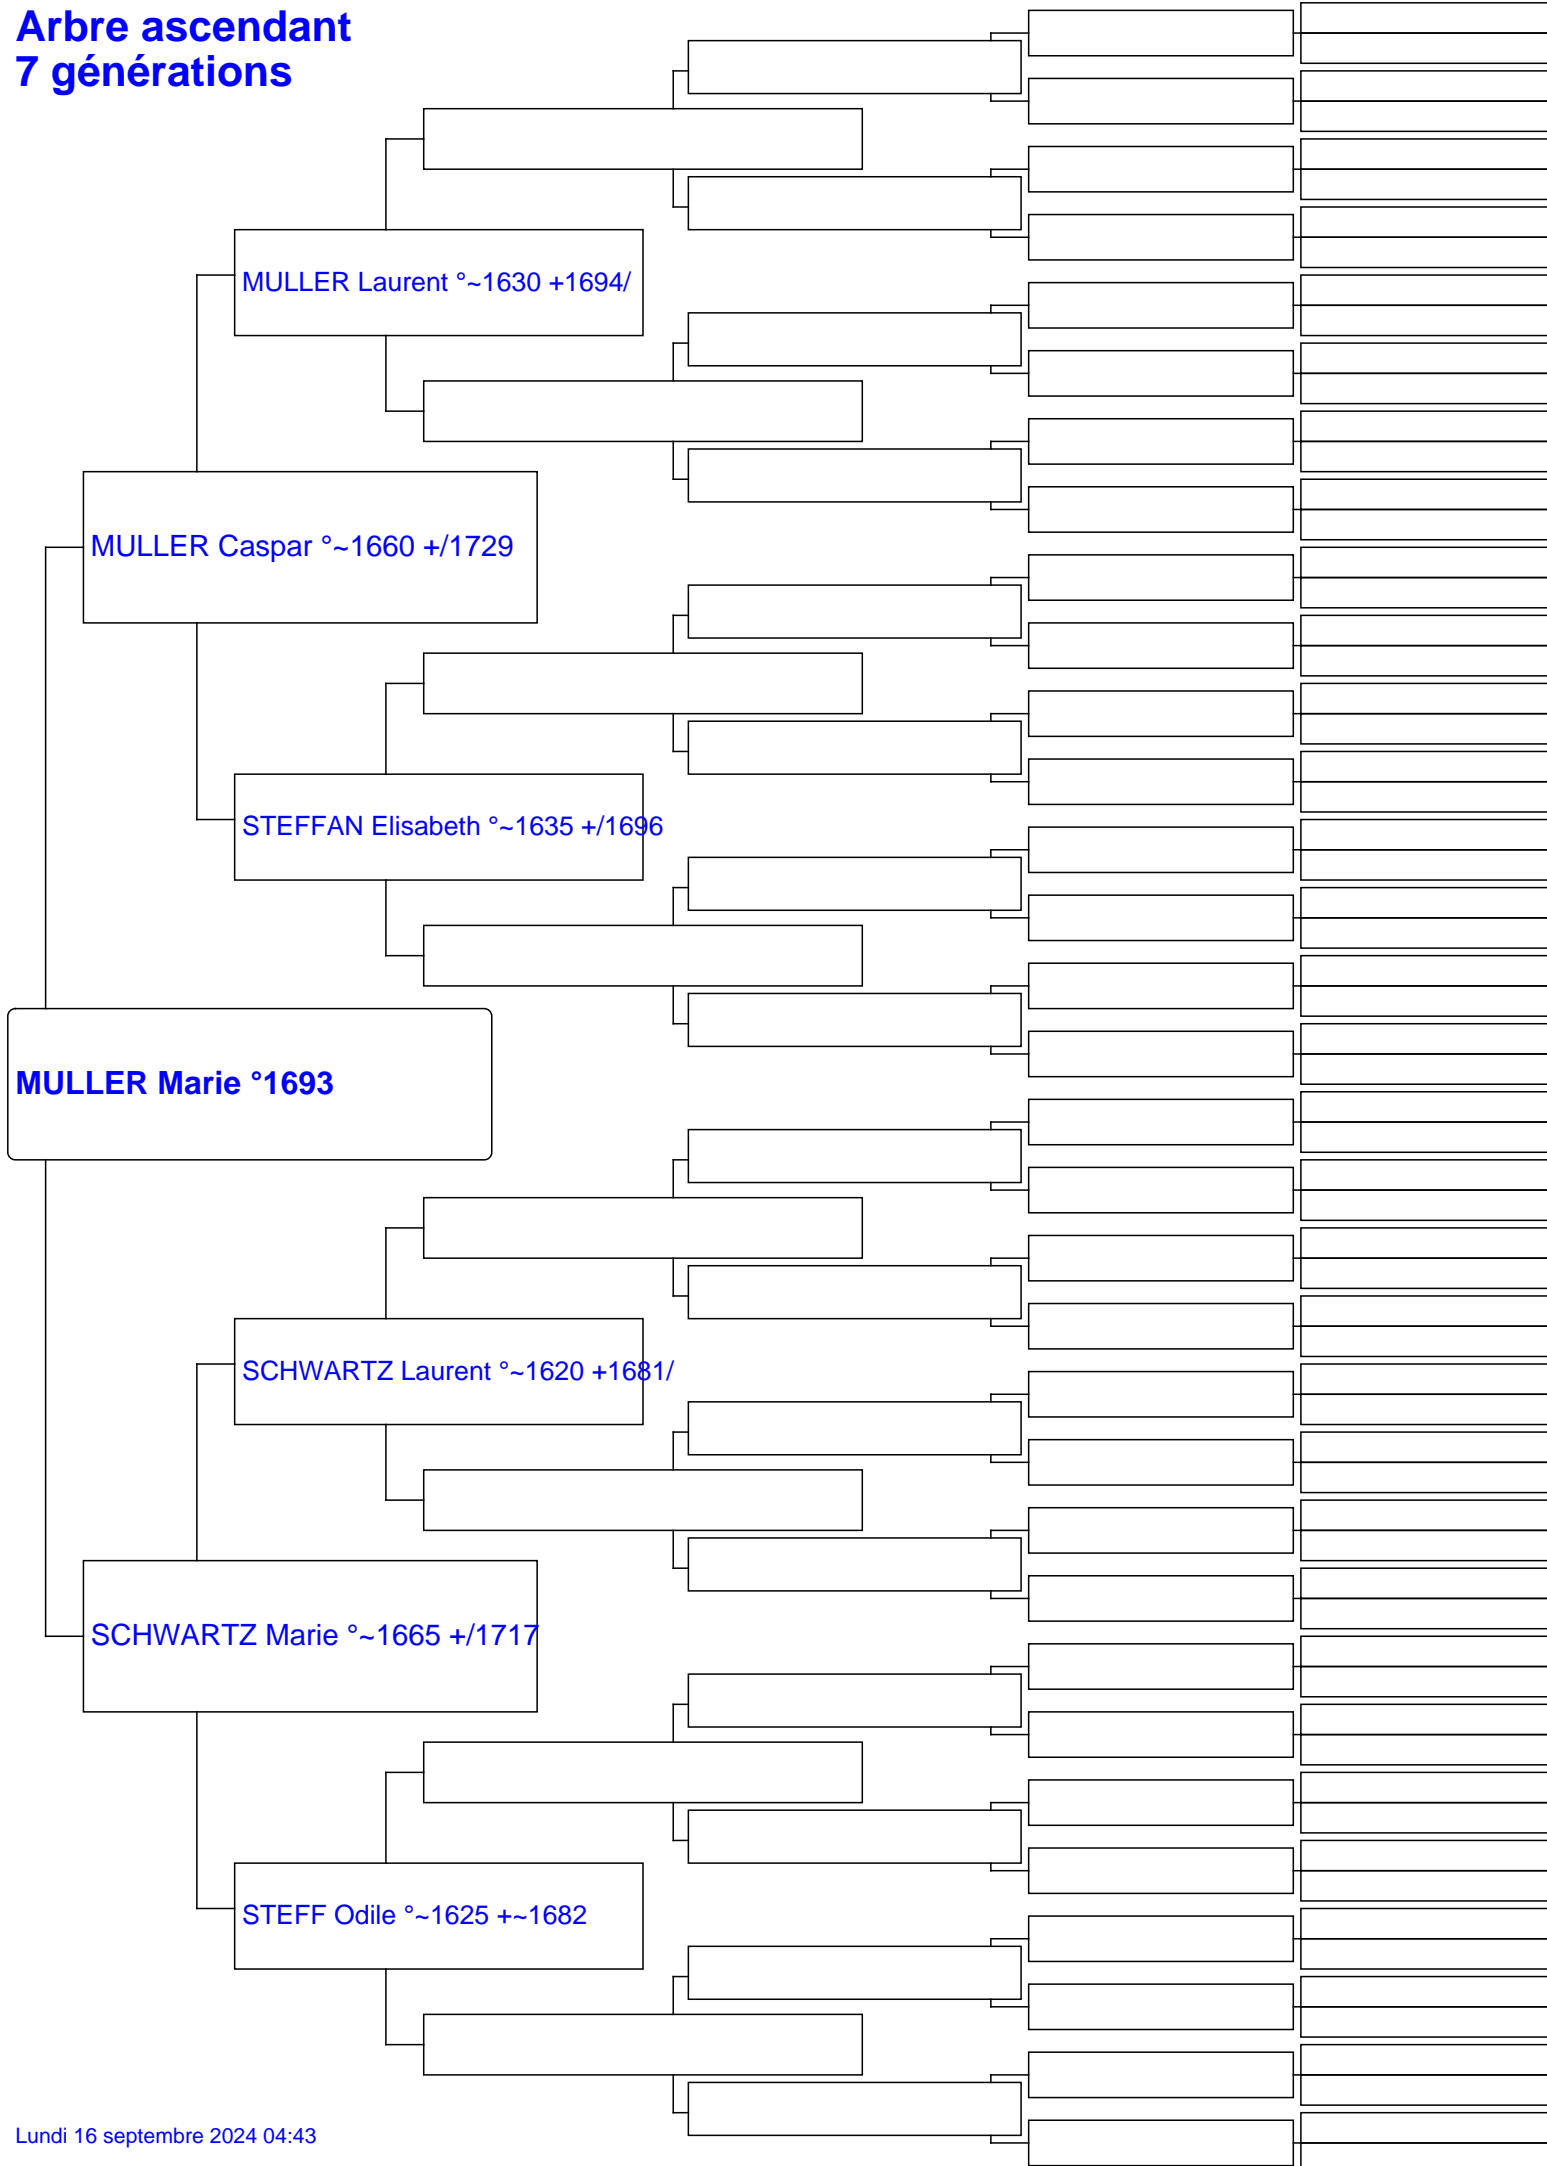 Arbre ascendant
7 générations
MULLER Laurent °~1630 +1694/
MULLER Caspar °~1660 +/1729
STEFFAN Elisabeth °~1635 +/1696
MULLER Marie °1693
SCHWARTZ Laurent °~1620 +1681/
SCHWARTZ Marie °~1665 +/1717
STEFF Odile °~1625 +~1682
Lundi 16 septembre 2024 04:43